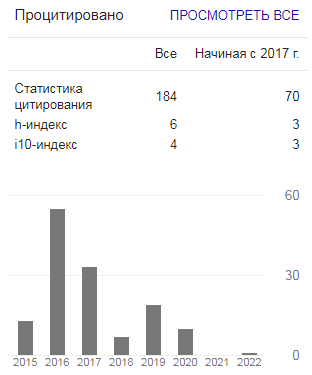 Процитировано ПРОСМОТРЕТЬ ВСЕ
Все Начиная с 2017 г.
Статистика
цитирования 184 70
h-индекс 6 3
i10-индекс 4 3
60
30
0
2015 2016 2017 2018 2019 2020 2021 2022